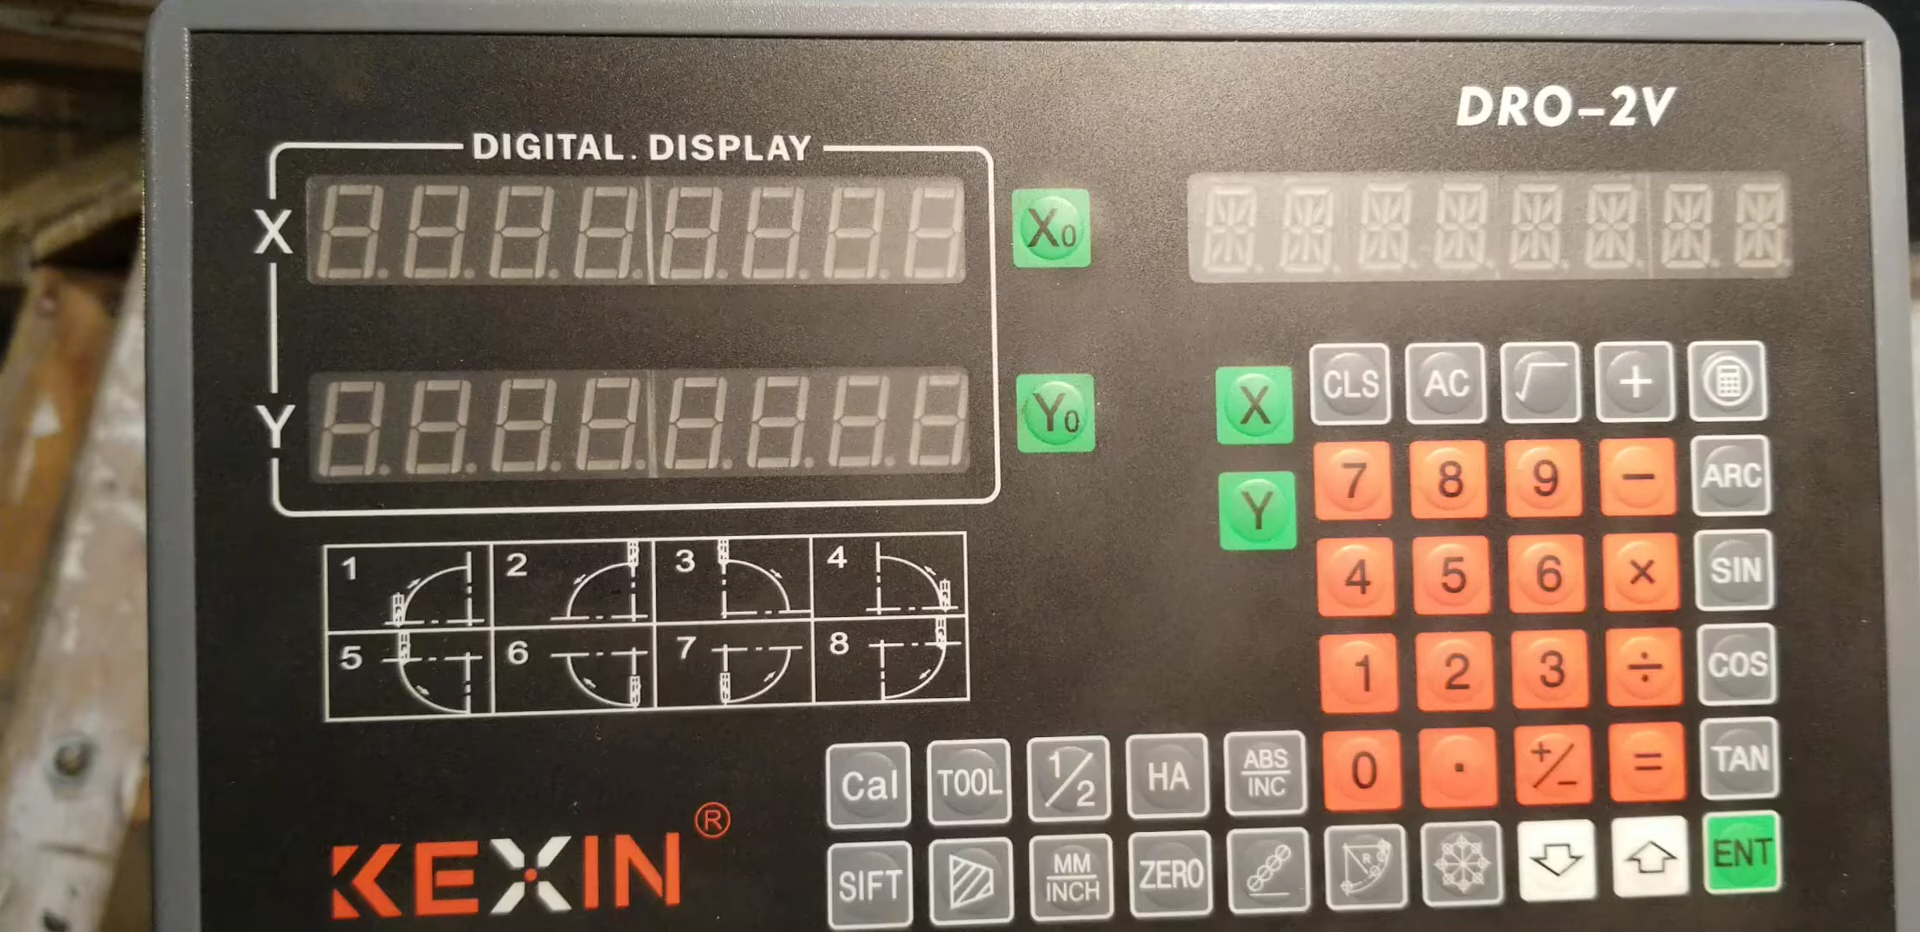 DRO-2V
DIGITAL. DISPLAY
X
X0
Y
Y0
X
CLS AC √ + 
Y
7 8 9 − ARC
4 5 6 × SIN
1 2 3 ÷ COS
0 . +/− = TAN
1 2 3 4
5 6 7 8
Cal TOOL 1/2 HA ABS/INC
SIFT MM/INCH ZERO R ENT
KEXIN®